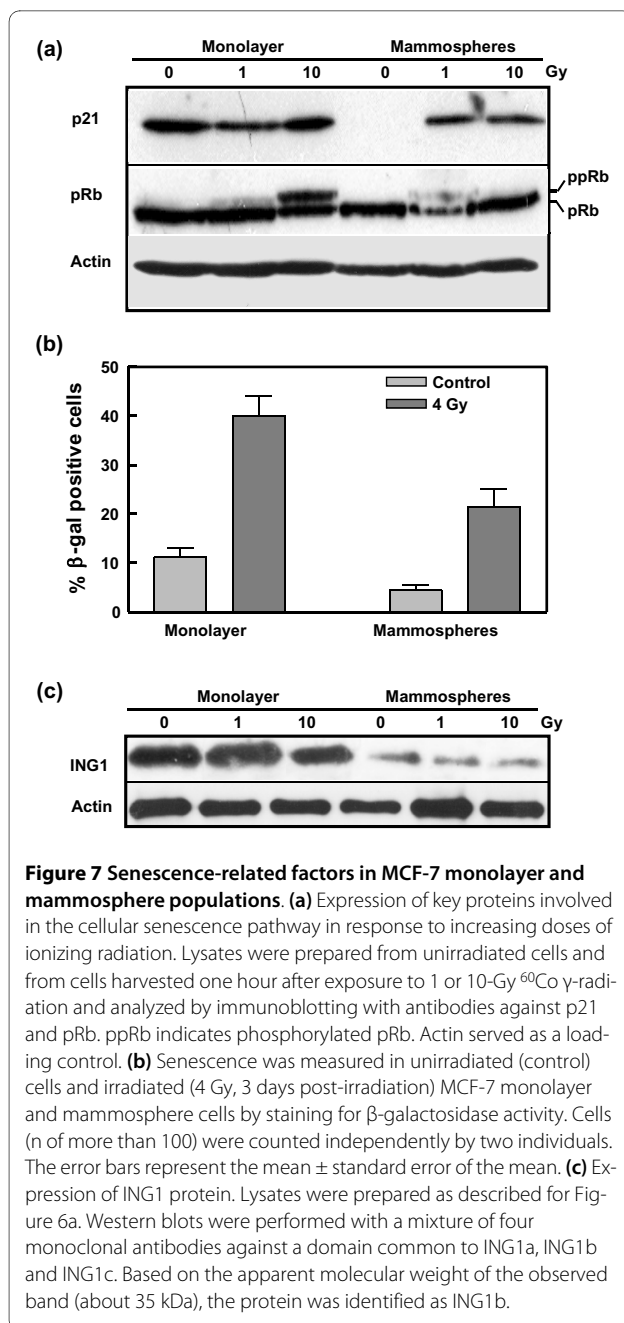 (a)
Monolayer Mammospheres
0 1 10 0 1 10 Gy
p21
pRb
ppRb
pRb
Actin
(b)
50
40
30
20
10
0
% β-gal positive cells
Control
4 Gy
Monolayer Mammospheres
(c)
Monolayer Mammospheres
0 1 10 0 1 10 Gy
ING1
Actin
Figure 7 Senescence-related factors in MCF-7 monolayer and
mammosphere populations. (a) Expression of key proteins involved
in the cellular senescence pathway in response to increasing doses of
ionizing radiation. Lysates were prepared from unirradiated cells and
from cells harvested one hour after exposure to 1 or 10-Gy ⁶⁰Co γ-radi-
ation and analyzed by immunoblotting with antibodies against p21
and pRb. ppRb indicates phosphorylated pRb. Actin served as a load-
ing control. (b) Senescence was measured in unirradiated (control)
cells and irradiated (4 Gy, 3 days post-irradiation) MCF-7 monolayer
and mammosphere cells by staining for β-galactosidase activity. Cells
(n of more than 100) were counted independently by two individuals.
The error bars represent the mean ± standard error of the mean. (c) Ex-
pression of ING1 protein. Lysates were prepared as described for Fig-
ure 6a. Western blots were performed with a mixture of four
monoclonal antibodies against a domain common to ING1a, ING1b
and ING1c. Based on the apparent molecular weight of the observed
band (about 35 kDa), the protein was identified as ING1b.